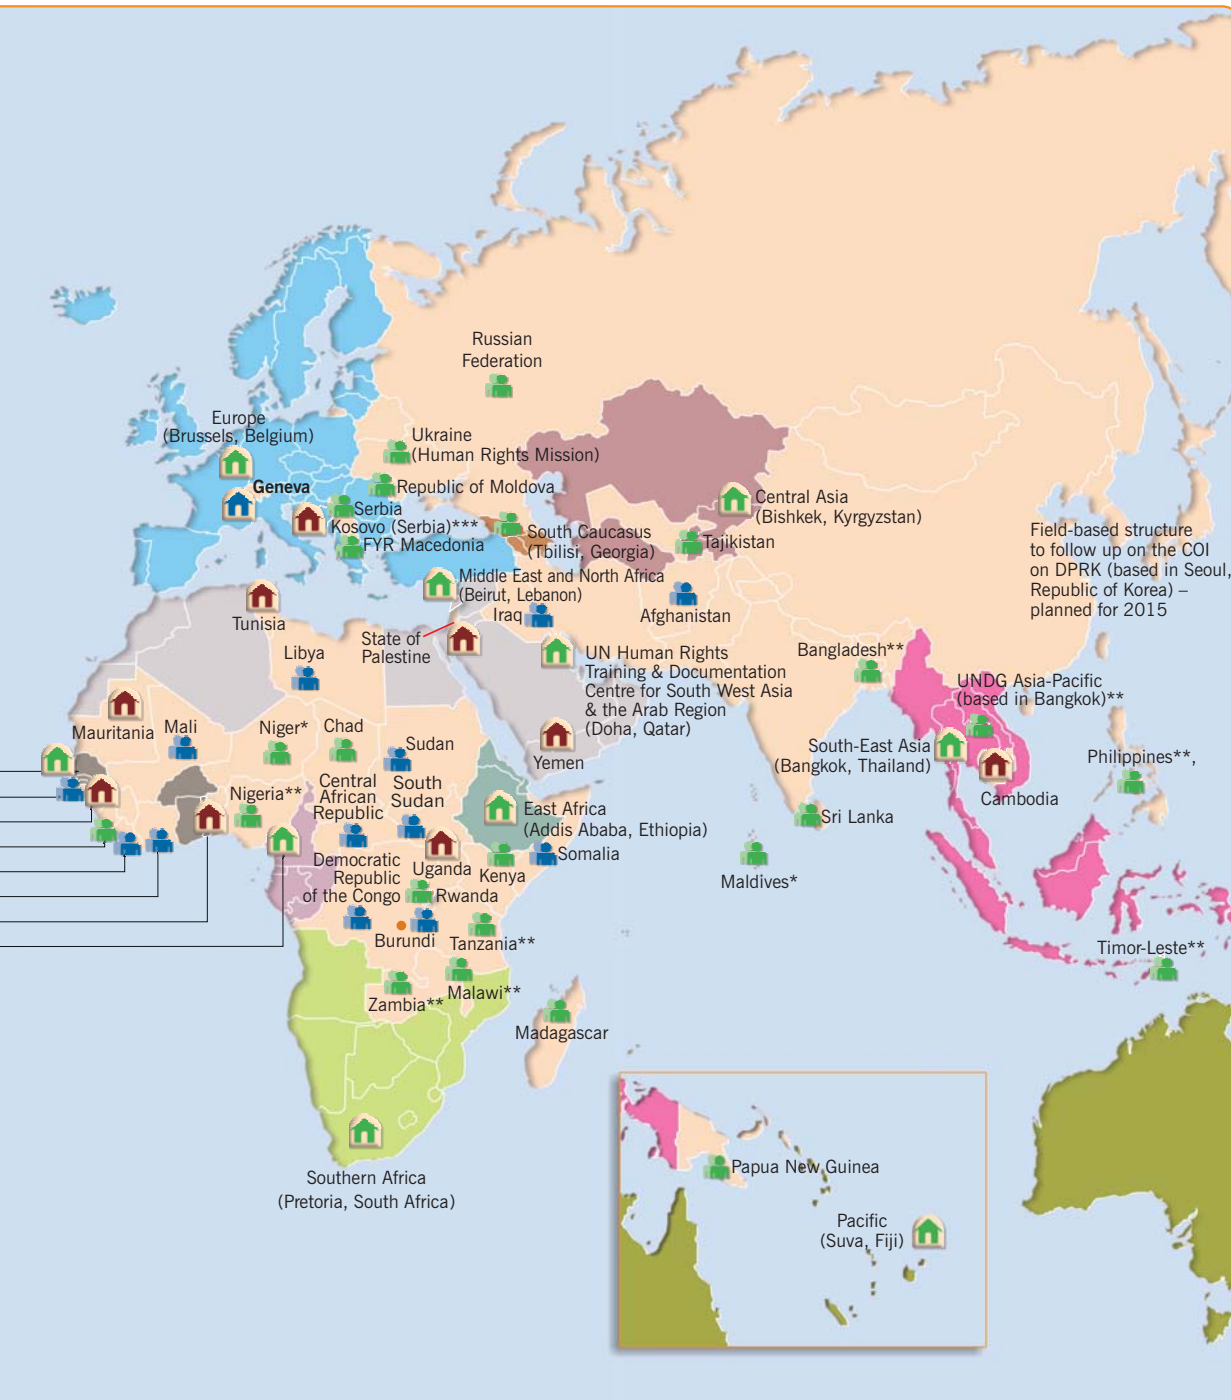 Russian
Federation
Europe
(Brussels, Belgium)
Ukraine
(Human Rights Mission)
Geneva
Republic of Moldova
Serbia
Kosovo (Serbia)***
FYR Macedonia
Central Asia
(Bishkek, Kyrgyzstan)
South Caucasus
(Tbilisi, Georgia)
Tajikistan
Field-based structure
to follow up on the COI
on DPRK (based in Seoul,
Republic of Korea) –
planned for 2015
Middle East and North Africa
(Beirut, Lebanon)
Tunisia
Iraq
Afghanistan
State of
Palestine
Libya
UN Human Rights
Training & Documentation
Centre for South West Asia
& the Arab Region
(Doha, Qatar)
Bangladesh**
UNDG Asia-Pacific
(based in Bangkok)**
Mauritania
Mali
Niger*
Chad
Sudan
Yemen
South-East Asia
(Bangkok, Thailand)
Philippines**,
Cambodia
Nigeria**
Central
African
Republic
South
Sudan
East Africa
(Addis Ababa, Ethiopia)
Sri Lanka
Somalia
Democratic
Republic
of the Congo
Uganda
Kenya
Rwanda
Maldives*
Burundi
Tanzania**
Timor-Leste**
Zambia**
Malawi**
Madagascar
Southern Africa
(Pretoria, South Africa)
Papua New Guinea
Pacific
(Suva, Fiji)